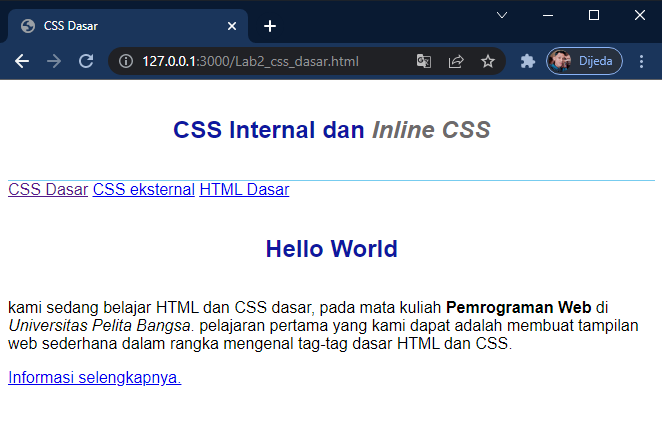 CSS Dasar
127.0.0.1:3000/Lab2_css_dasar.html
Dijeda
CSS Internal dan Inline CSS
CSS Dasar CSS eksternal HTML Dasar
Hello World
kami sedang belajar HTML dan CSS dasar, pada mata kuliah Pemrograman Web di
Universitas Pelita Bangsa. pelajaran pertama yang kami dapat adalah membuat tampilan
web sederhana dalam rangka mengenal tag-tag dasar HTML dan CSS.
Informasi selengkapnya.